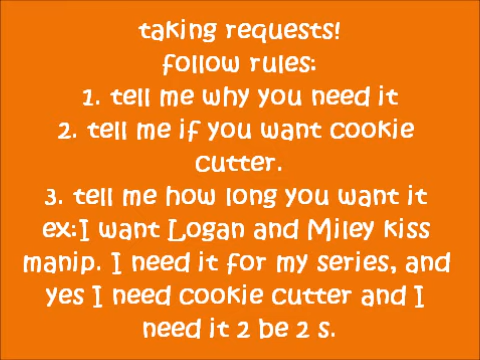 taking requests!
follow rules:
1. tell me why you need it
2. tell me if you want cookie
cutter.
3. tell me how long you want it
ex:I want Logan and Miley kiss
manip. I need it for my series, and
yes I need cookie cutter and I
need it 2 be 2 s.